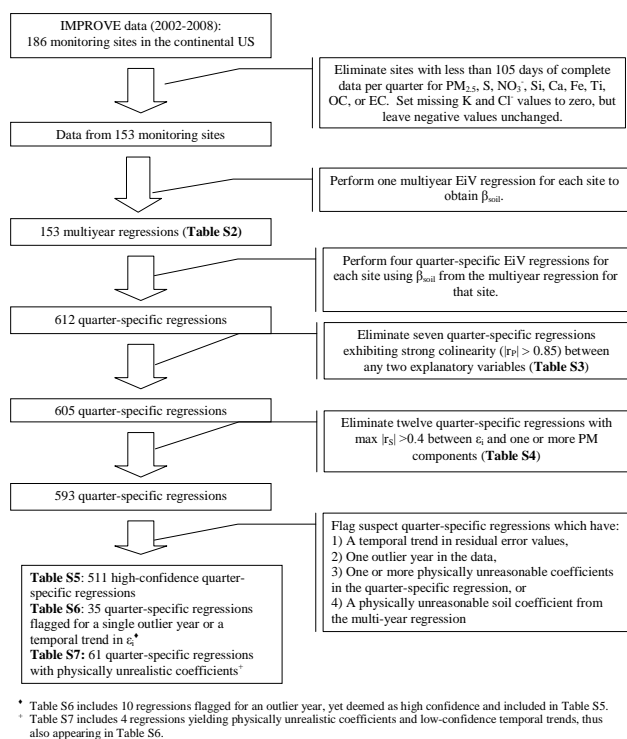 IMPROVE data (2002-2008):
186 monitoring sites in the continental US
Eliminate sites with less than 105 days of complete
data per quarter for PM2.5, S, NO3-, Si, Ca, Fe, Ti,
OC, or EC. Set missing K and Cl- values to zero, but
leave negative values unchanged.
Data from 153 monitoring sites
Perform one multiyear EiV regression for each site to
obtain βsoil.
153 multiyear regressions (Table S2)
Perform four quarter-specific EiV regressions for
each site using βsoil from the multiyear regression for
that site.
612 quarter-specific regressions
Eliminate seven quarter-specific regressions
exhibiting strong colinearity (|rP| > 0.85) between
any two explanatory variables (Table S3)
605 quarter-specific regressions
Eliminate twelve quarter-specific regressions with
max |rS| >0.4 between εi and one or more PM
components (Table S4)
593 quarter-specific regressions
Flag suspect quarter-specific regressions which have:
1) A temporal trend in residual error values,
2) One outlier year in the data,
3) One or more physically unreasonable coefficients
in the quarter-specific regression, or
4) A physically unreasonable soil coefficient from
the multi-year regression
Table S5: 511 high-confidence quarter-
specific regressions
Table S6: 35 quarter-specific regressions
flagged for a single outlier year or a
temporal trend in εi♦
Table S7: 61 quarter-specific regressions
with physically unrealistic coefficients+
♦ Table S6 includes 10 regressions flagged for an outlier year, yet deemed as high confidence and included in Table S5.
+ Table S7 includes 4 regressions yielding physically unrealistic coefficients and low-confidence temporal trends, thus
also appearing in Table S6.